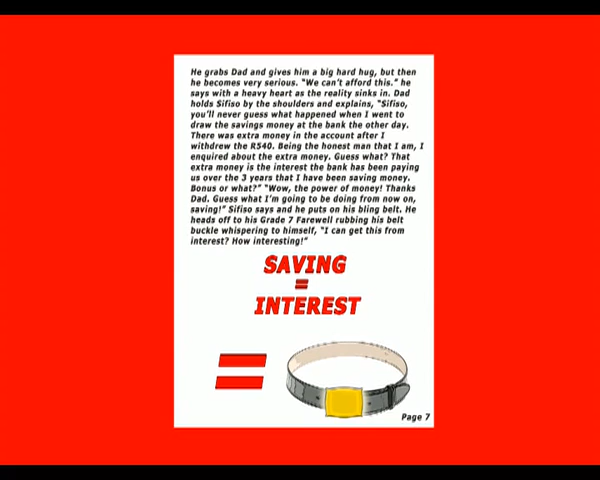 He grabs Dad and gives him a big hard hug, but then
he becomes very serious. "We can't afford this." he
says with a heavy heart as the reality sinks in. Dad
holds Sifiso by the shoulders and explains, "Sifiso,
you'll never guess what happened when I went to
draw the savings money at the bank the other day.
There was extra money in the account after I
withdrew the R540. Being the honest man that I am, I
enquired about the extra money. Guess what? That
extra money is the interest the bank has been paying
us over the 3 years that I have been saving money.
Bonus or what?" "Wow, the power of money! Thanks
Dad. Guess what I'm going to be doing from now on,
saving!" Sifiso says and he puts on his bling belt. He
heads off to his Grade 7 Farewell rubbing his belt
buckle whispering to himself, "I can get this from
interest? How interesting!"
SAVING
=
INTEREST
=
Page 7